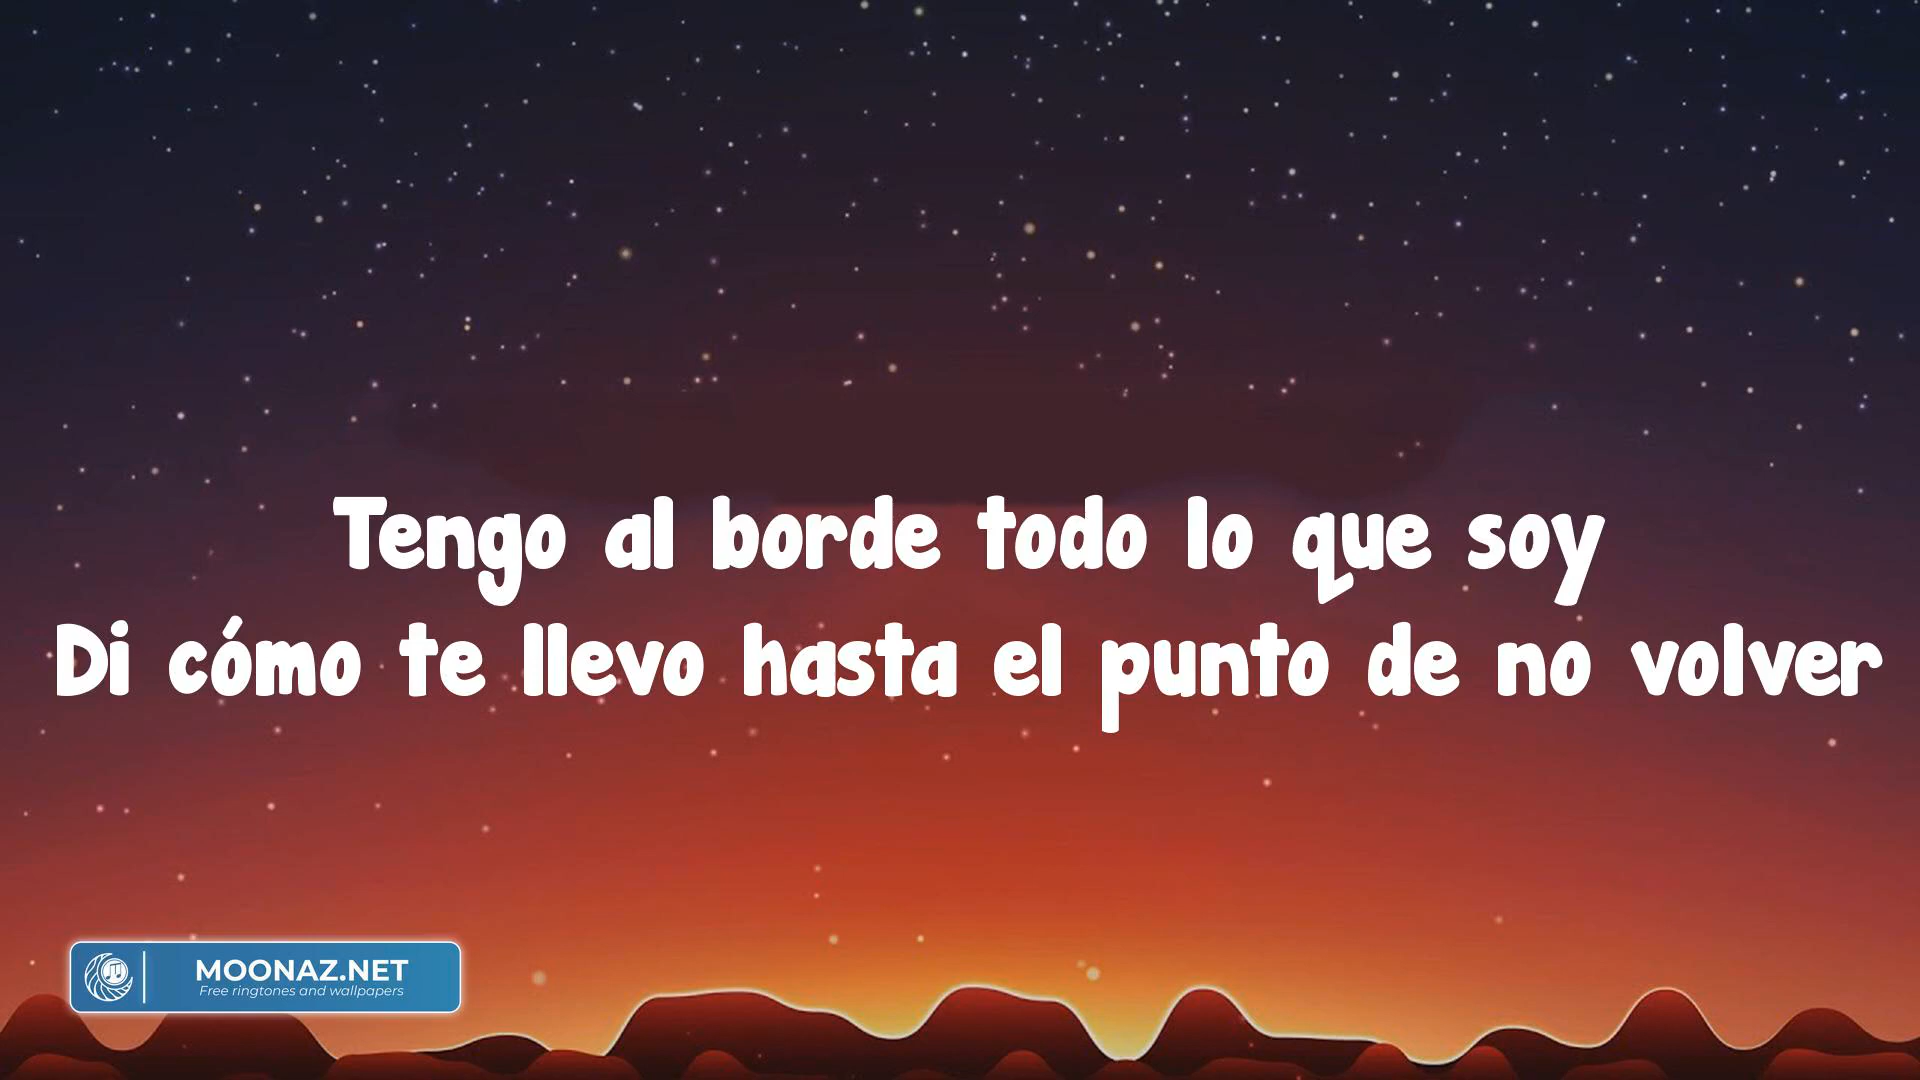 Tengo al borde todo lo que soy
Di cómo te llevo hasta el punto de no volver
MOONAZ.NET
Free ringtones and wallpapers